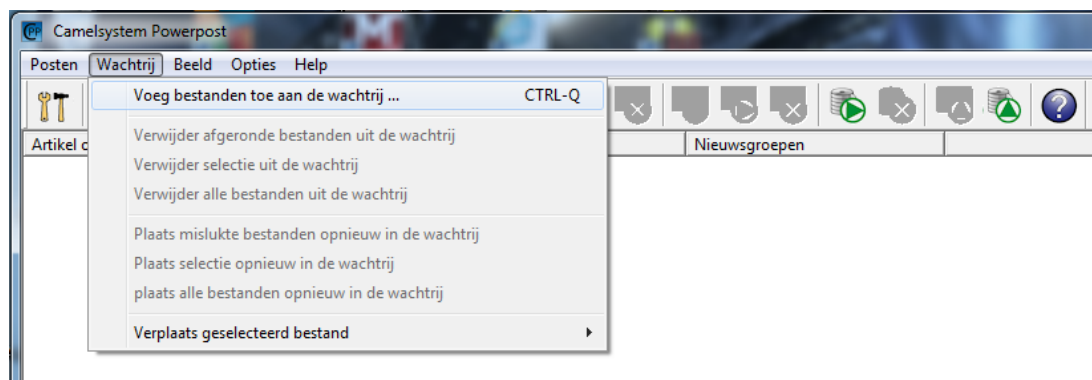 Camelsystem Powerpost
Posten Wachtrij Beeld Opties Help
Voeg bestanden toe aan de wachtrij ... CTRL-Q
Artikel
Nieuwsgroepen
Verwijder afgeronde bestanden uit de wachtrij
Verwijder selectie uit de wachtrij
Verwijder alle bestanden uit de wachtrij
Plaats mislukte bestanden opnieuw in de wachtrij
Plaats selectie opnieuw in de wachtrij
plaats alle bestanden opnieuw in de wachtrij
Verplaats geselecteerd bestand